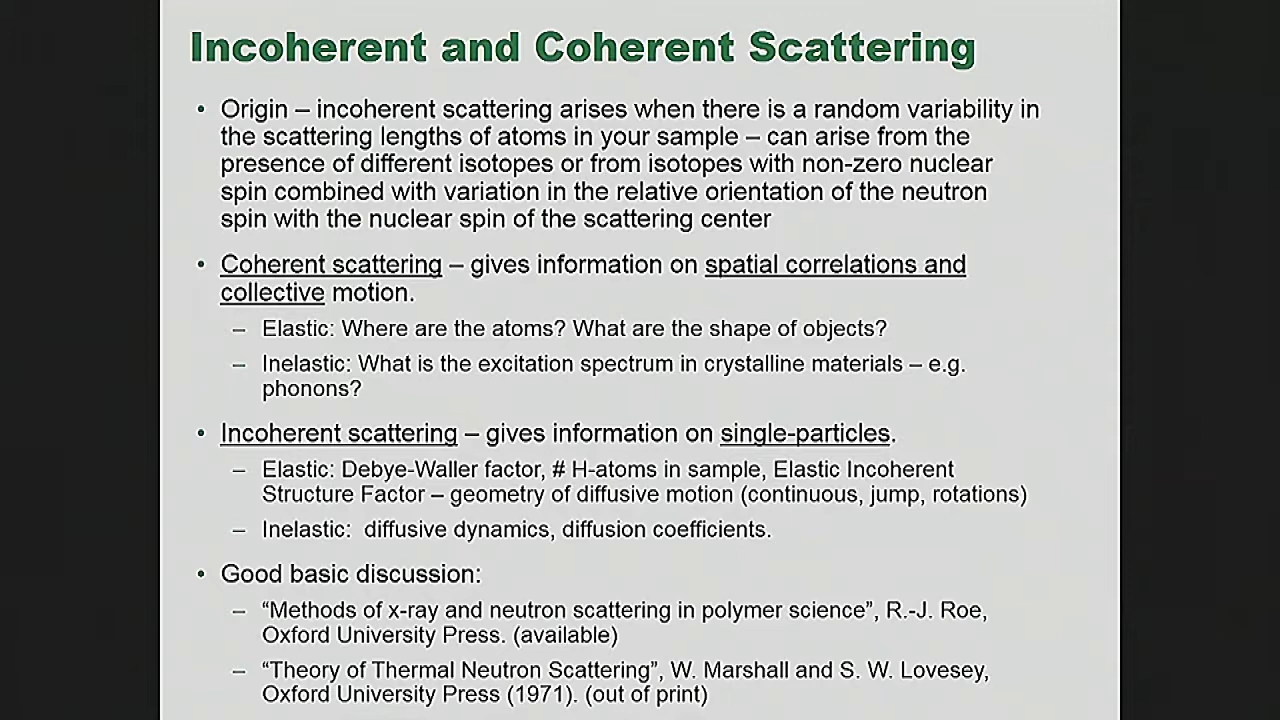 Incoherent and Coherent Scattering
• Origin – incoherent scattering arises when there is a random variability in
the scattering lengths of atoms in your sample – can arise from the
presence of different isotopes or from isotopes with non-zero nuclear
spin combined with variation in the relative orientation of the neutron
spin with the nuclear spin of the scattering center
• Coherent scattering – gives information on spatial correlations and
collective motion.
– Elastic: Where are the atoms? What are the shape of objects?
– Inelastic: What is the excitation spectrum in crystalline materials – e.g.
phonons?
• Incoherent scattering – gives information on single-particles.
– Elastic: Debye-Waller factor, # H-atoms in sample, Elastic Incoherent
Structure Factor – geometry of diffusive motion (continuous, jump, rotations)
– Inelastic:  diffusive dynamics, diffusion coefficients.
• Good basic discussion:
– “Methods of x-ray and neutron scattering in polymer science”, R.-J. Roe,
Oxford University Press. (available)
– “Theory of Thermal Neutron Scattering”, W. Marshall and S. W. Lovesey,
Oxford University Press (1971). (out of print)